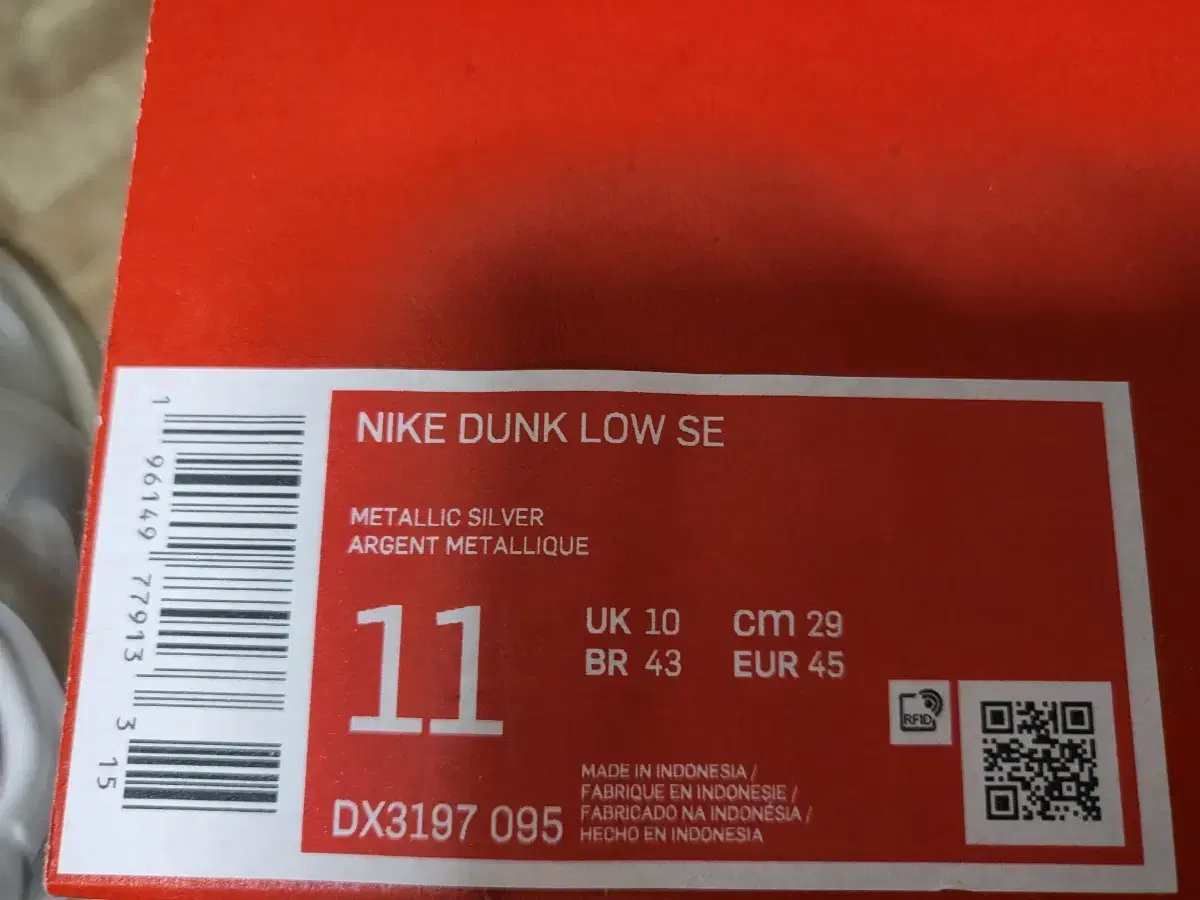 NIKE DUNK LOW SE
METALLIC SILVER
ARGENT METALLIQUE
11
UK 10
cm 29
BR 43
EUR 45
RFID
DX3197 095
MADE IN INDONESIA /
FABRIQUE EN INDONESIE /
FABRICADO NA INDONÉSIA /
HECHO EN INDONESIA
1 96149 77913 3 15